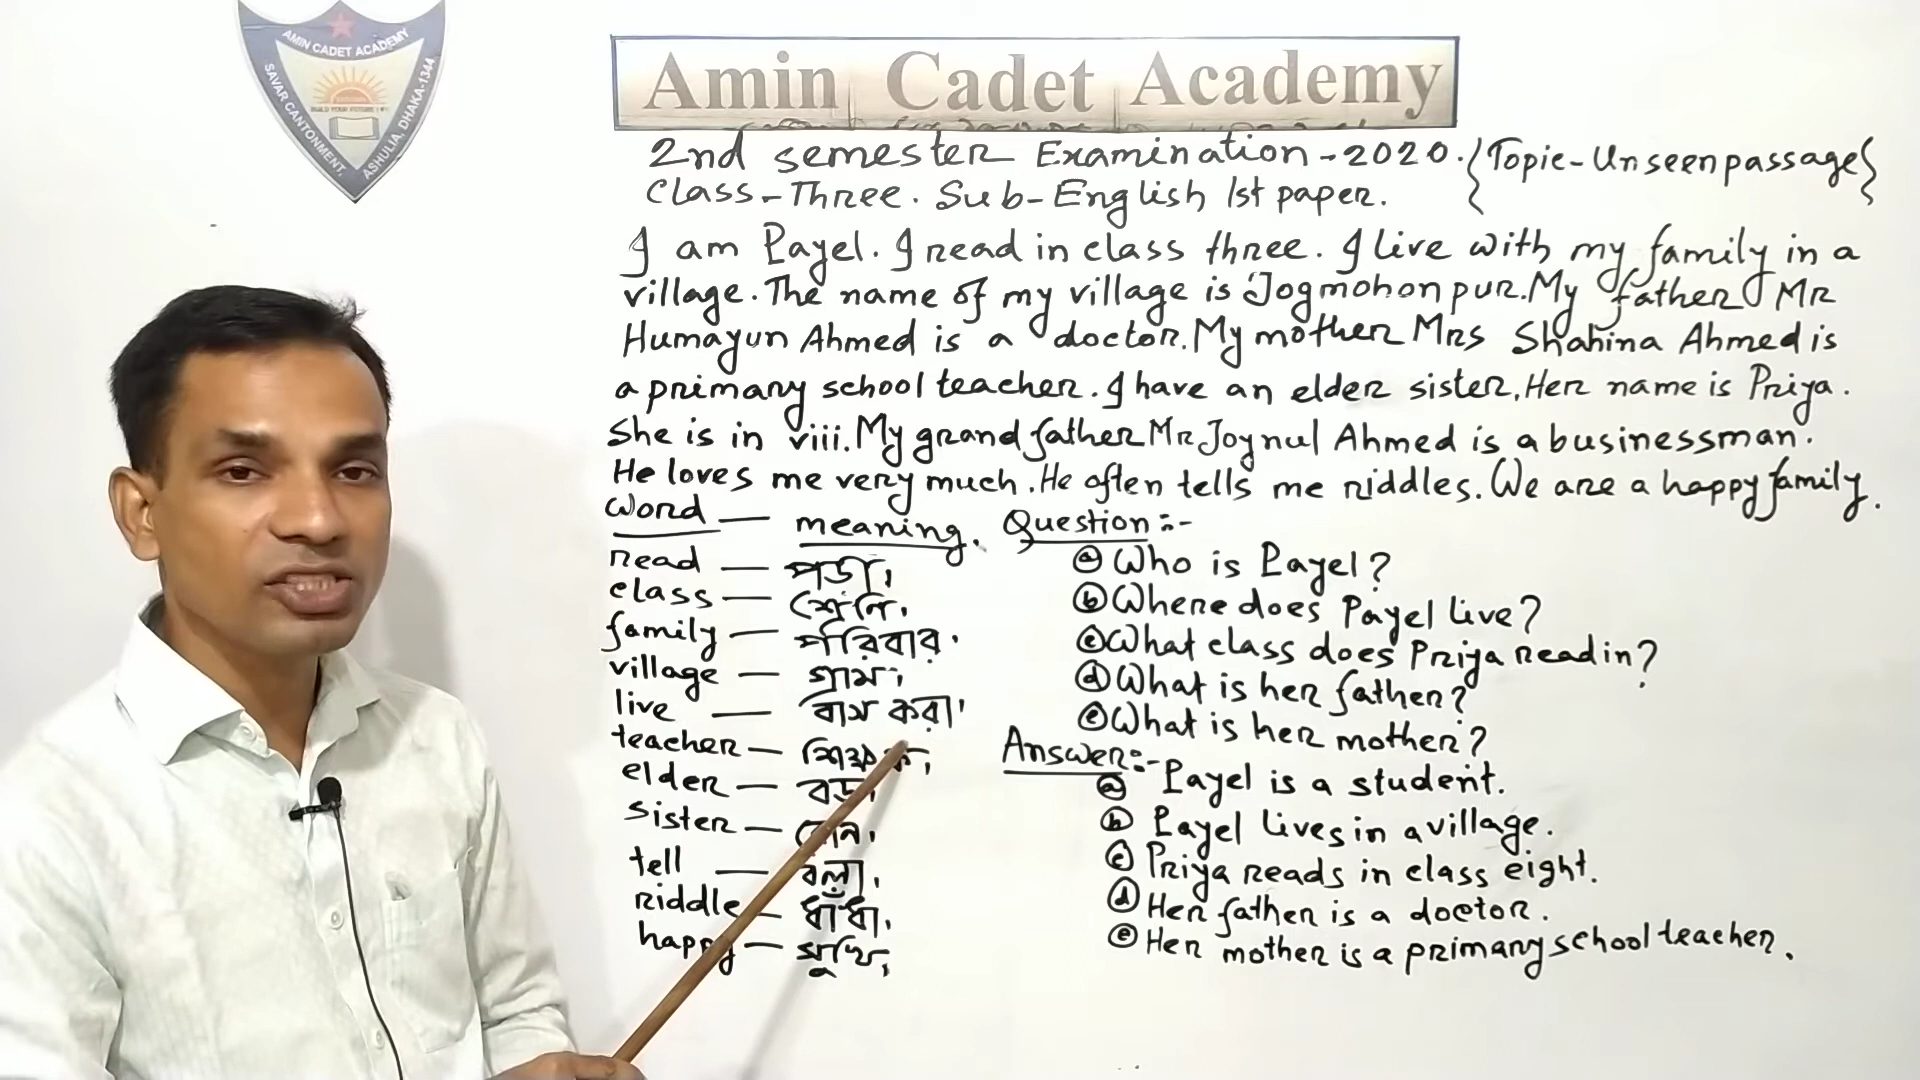 AMIN CADET ACADEMY
SAVAR CANTONMENT,
ASHULIA, DHAKA-1344
BUILD YOUR FUTURE
Amin Cadet Academy
2nd semester Examination-2020. {Topic-Unseen passage}
Class-Three. Sub-English 1st paper.
I am Payel. I read in class three. I live with my family in a
village. The name of my village is Jogmohonpur. My father Mr
Humayun Ahmed is a doctor. My mother Mrs Shahina Ahmed is
a primary school teacher. I have an elder sister. Her name is Priya.
She is in viii. My grandfather Mr Joynul Ahmed is a businessman.
He loves me very much. He often tells me riddles. We are a happy family.
word — meaning.
read — পড়া,
class — শ্রেণি,
family — পরিবার,
village — গ্রাম,
live — বাস করা,
teacher — শিক্ষক,
elder — বড়,
sister — বোন,
tell — বলা,
riddle — ধাঁধা,
happy — সুখি,
Question :-
(a) Who is Payel?
(b) Where does Payel live?
(c) What class does Priya read in?
(d) What is her father?
(e) What is her mother?
Answer :-
(a) Payel is a student.
(b) Payel lives in a village.
(c) Priya reads in class eight.
(d) Her father is a doctor.
(e) Her mother is a primary school teacher.